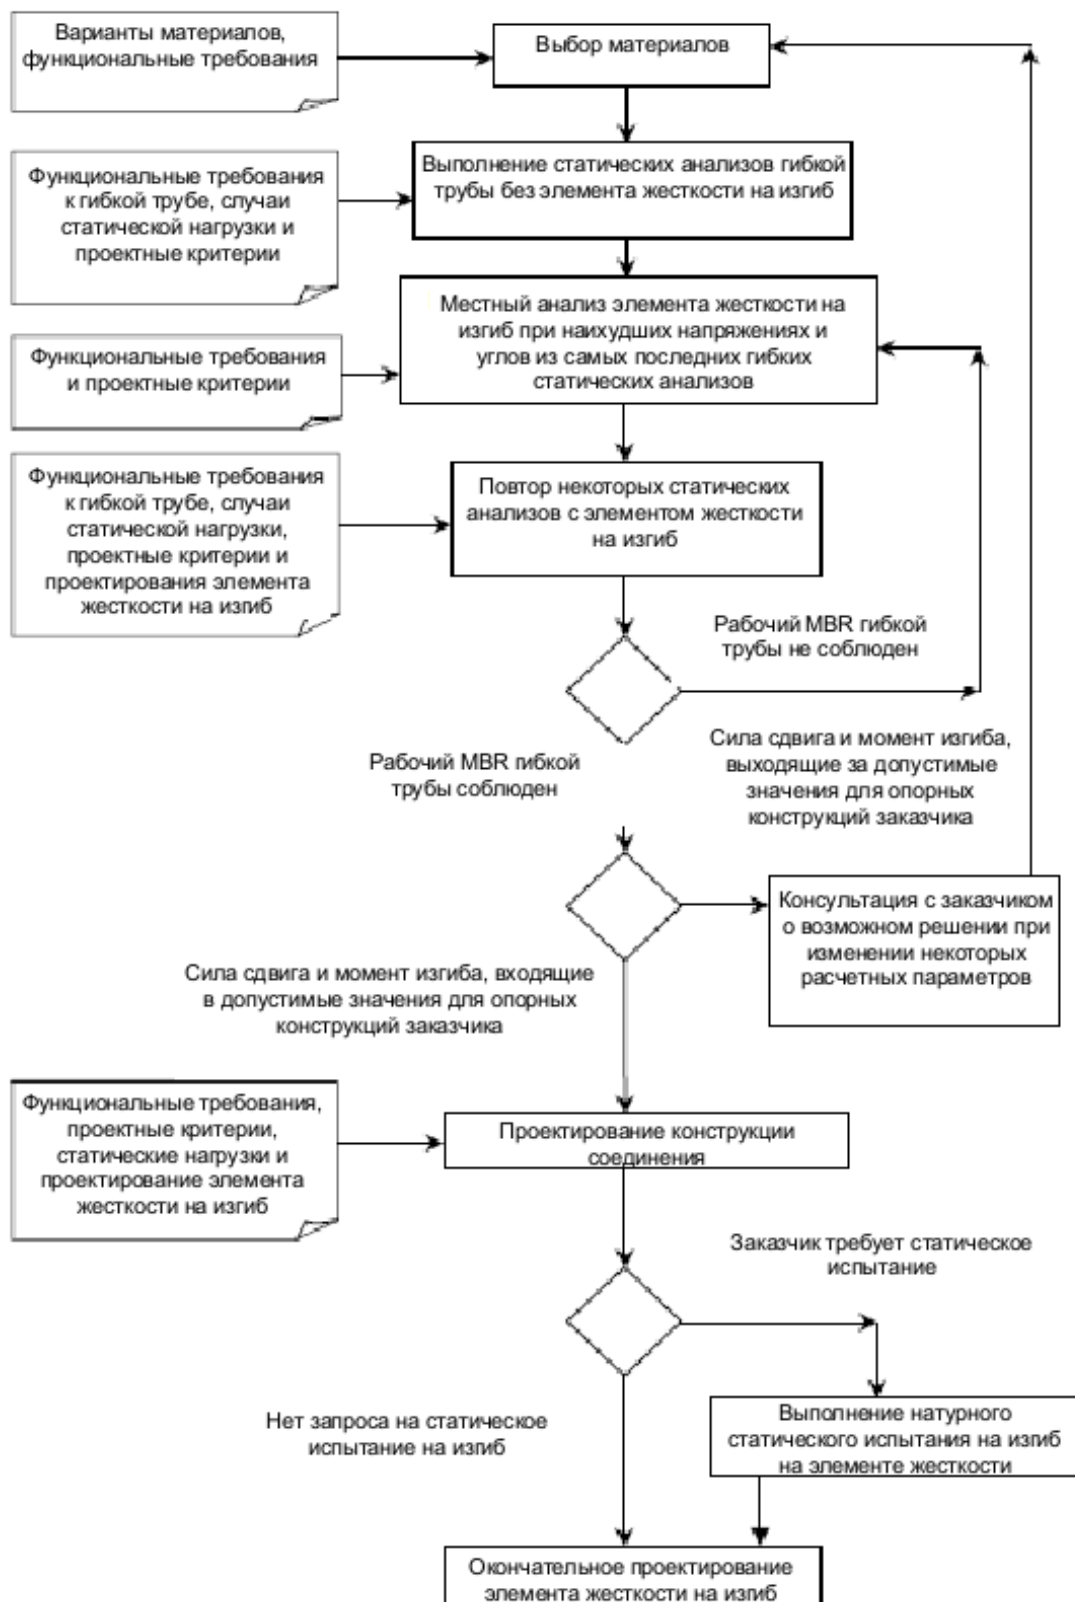 Варианты материалов,
функциональные требования
Выбор материалов
Функциональные требования
к гибкой трубе, случаи
статической нагрузки и
проектные критерии
Выполнение статических анализов гибкой
трубы без элемента жесткости на изгиб
Функциональные требования
и проектные критерии
Местный анализ элемента жесткости на
изгиб при наихудших напряжениях и
углов из самых последних гибких
статических анализов
Функциональные требования
к гибкой трубе, случаи
статической нагрузки,
проектные критерии и
проектирования элемента
жесткости на изгиб
Повтор некоторых статических
анализов с элементом жесткости
на изгиб
Рабочий MBR гибкой
трубы не соблюден
Рабочий MBR гибкой
трубы соблюден
Сила сдвига и момент изгиба,
выходящие за допустимые
значения для опорных
конструкций заказчика
Консультация с заказчиком
о возможном решении при
изменении некоторых
расчетных параметров
Сила сдвига и момент изгиба, входящие
в допустимые значения для опорных
конструкций заказчика
Функциональные требования,
проектные критерии,
статические нагрузки и
проектирование элемента
жесткости на изгиб
Проектирование конструкции
соединения
Заказчик требует статическое
испытание
Нет запроса на статическое
испытание на изгиб
Выполнение натурного
статического испытания на изгиб
на элементе жесткости
Окончательное проектирование
элемента жесткости на изгиб